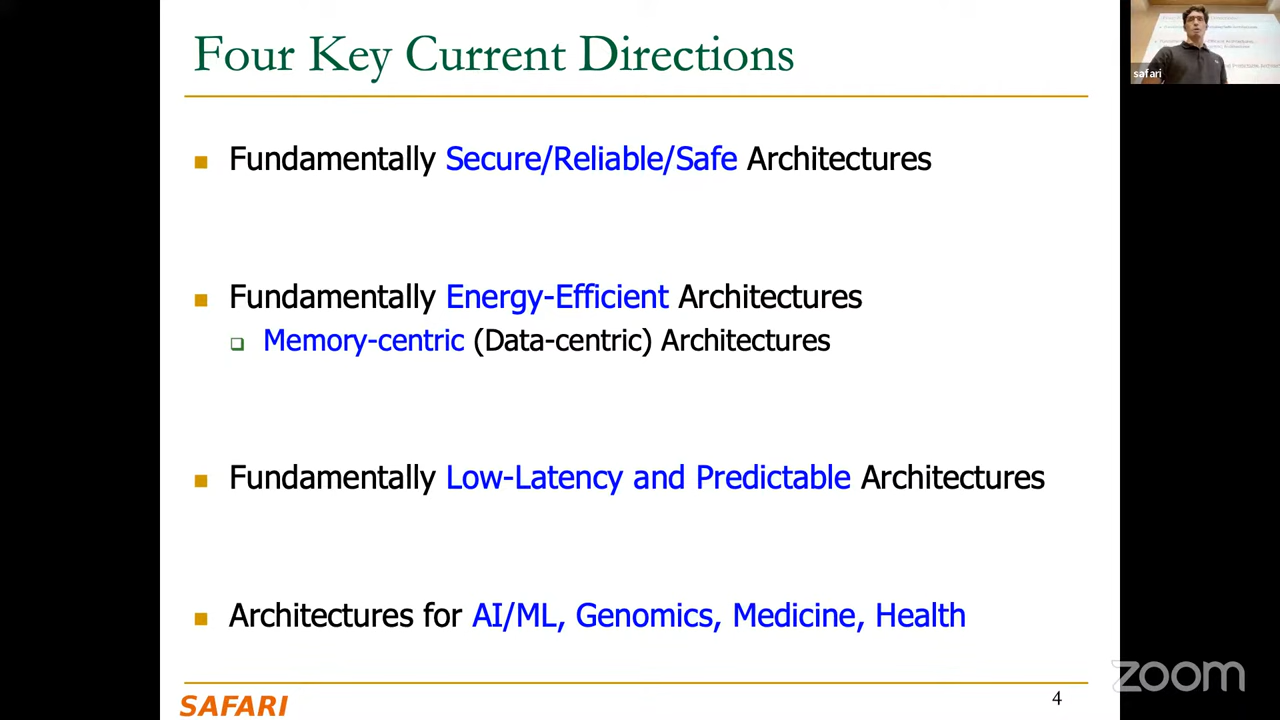 Four Key Current Directions
Fundamentally Secure/Reliable/Safe Architectures
Fundamentally Energy-Efficient Architectures
Memory-centric (Data-centric) Architectures
Fundamentally Low-Latency and Predictable Architectures
Architectures for AI/ML, Genomics, Medicine, Health
SAFARI
4
safari
zoom